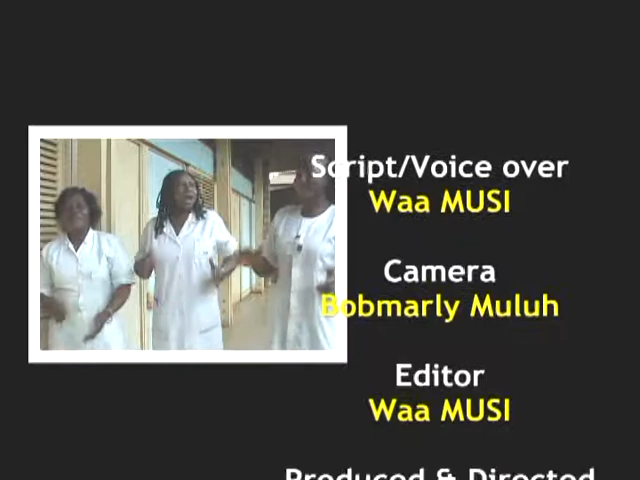 Script/Voice over
Waa MUSI
Camera
Bobmarly Muluh
Editor
Waa MUSI
Produced & Directed